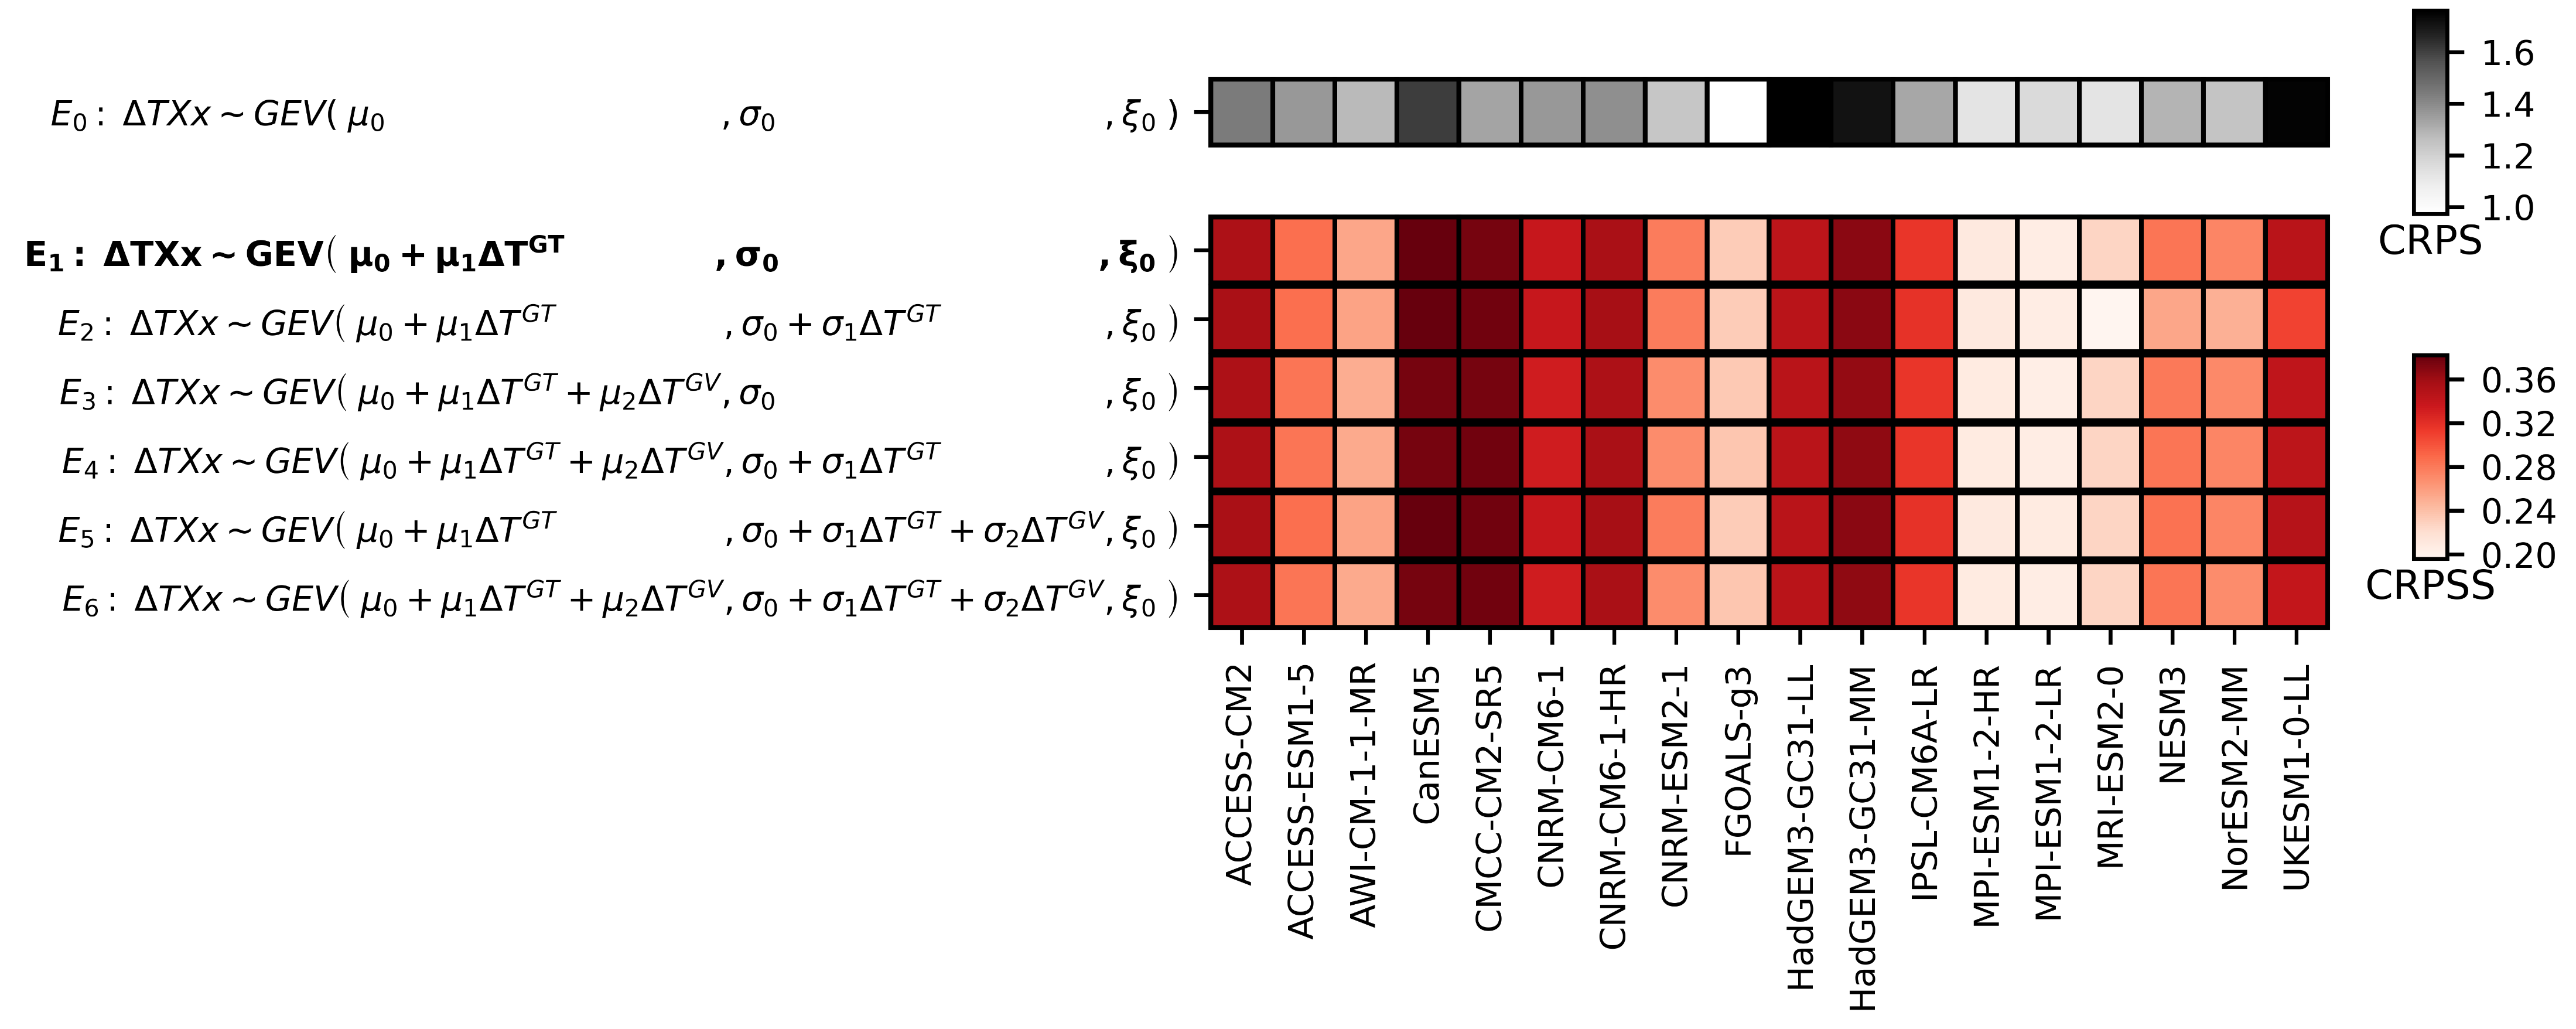 E₀ : ΔTXx ~ GEV( μ₀ , σ₀ , ξ₀ )
E₁ : ΔTXx ~ GEV( μ₀ + μ₁ΔT^GT , σ₀ , ξ₀ )
E₂ : ΔTXx ~ GEV( μ₀ + μ₁ΔT^GT , σ₀ + σ₁ΔT^GT , ξ₀ )
E₃ : ΔTXx ~ GEV( μ₀ + μ₁ΔT^GT + μ₂ΔT^GV , σ₀ , ξ₀ )
E₄ : ΔTXx ~ GEV( μ₀ + μ₁ΔT^GT + μ₂ΔT^GV , σ₀ + σ₁ΔT^GT , ξ₀ )
E₅ : ΔTXx ~ GEV( μ₀ + μ₁ΔT^GT , σ₀ + σ₁ΔT^GT + σ₂ΔT^GV , ξ₀ )
E₆ : ΔTXx ~ GEV( μ₀ + μ₁ΔT^GT + μ₂ΔT^GV , σ₀ + σ₁ΔT^GT + σ₂ΔT^GV , ξ₀ )
ACCESS-CM2
ACCESS-ESM1-5
AWI-CM-1-1-MR
CanESM5
CMCC-CM2-SR5
CNRM-CM6-1
CNRM-CM6-1-HR
CNRM-ESM2-1
FGOALS-g3
HadGEM3-GC31-LL
HadGEM3-GC31-MM
IPSL-CM6A-LR
MPI-ESM1-2-HR
MPI-ESM1-2-LR
MRI-ESM2-0
NESM3
NorESM2-MM
UKESM1-0-LL
1.6
1.4
1.2
1.0
CRPS
0.36
0.32
0.28
0.24
0.20
CRPSS